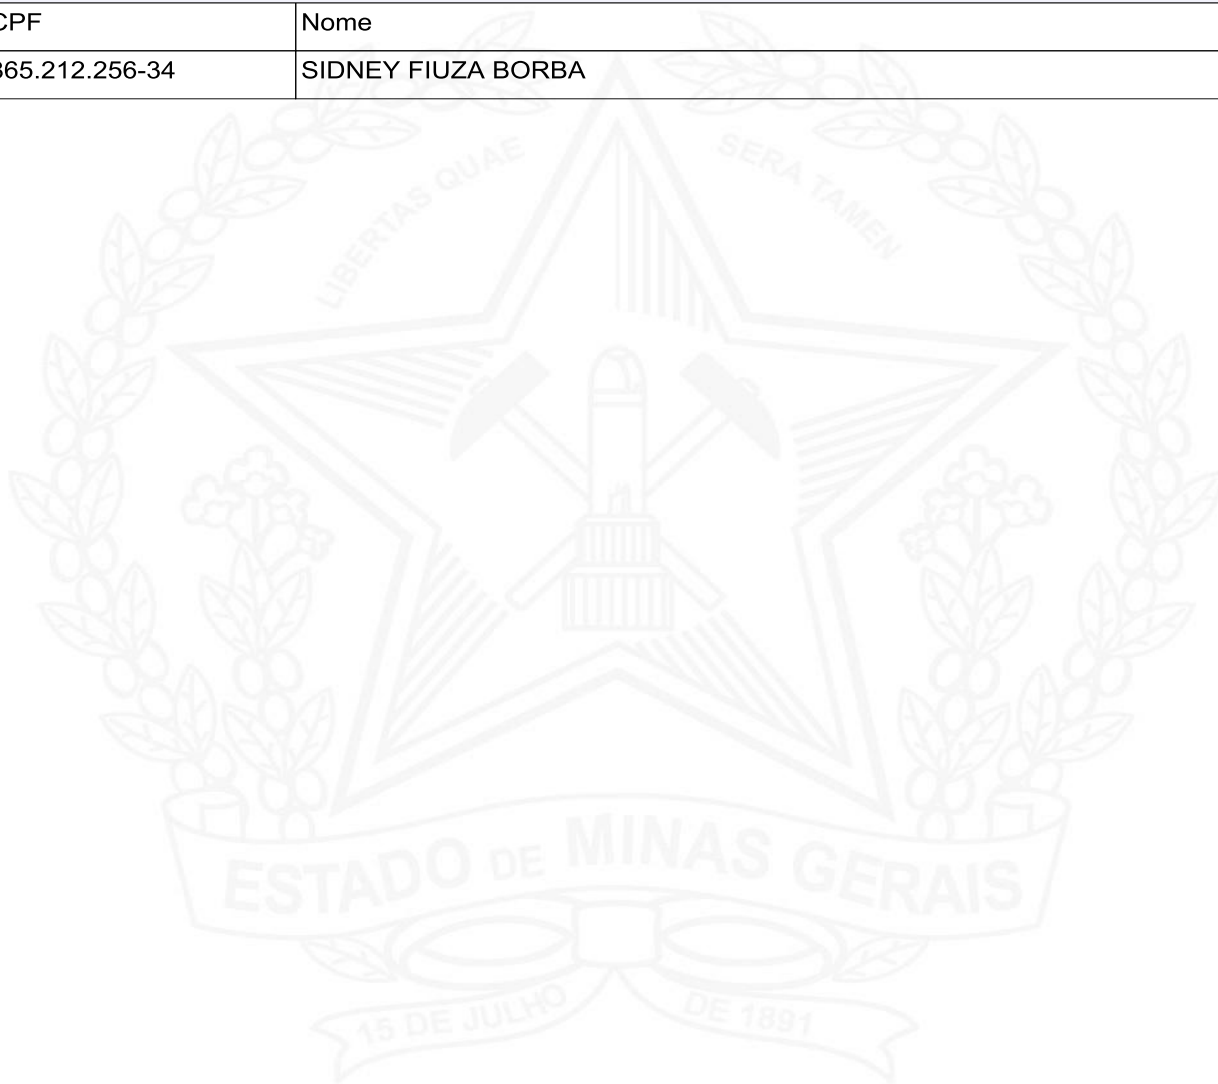 CPF Nome
365.212.256-34 SIDNEY FIUZA BORBA
LIBERTAS QUAE SERA TAMEN
ESTADO DE MINAS GERAIS
15 DE JULHO DE 1891